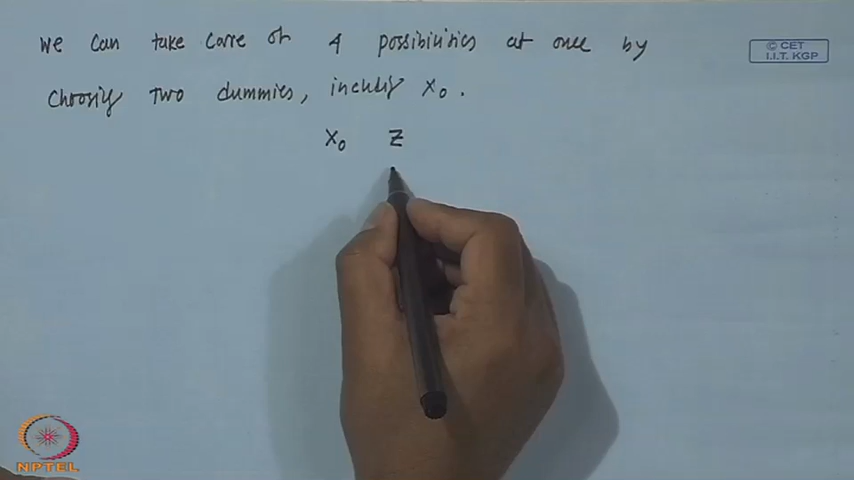 We can take care of 4 possibilities at once by
© CET
I.I.T. KGP
choosing two dummies, including X0.
X0 Z
NPTEL